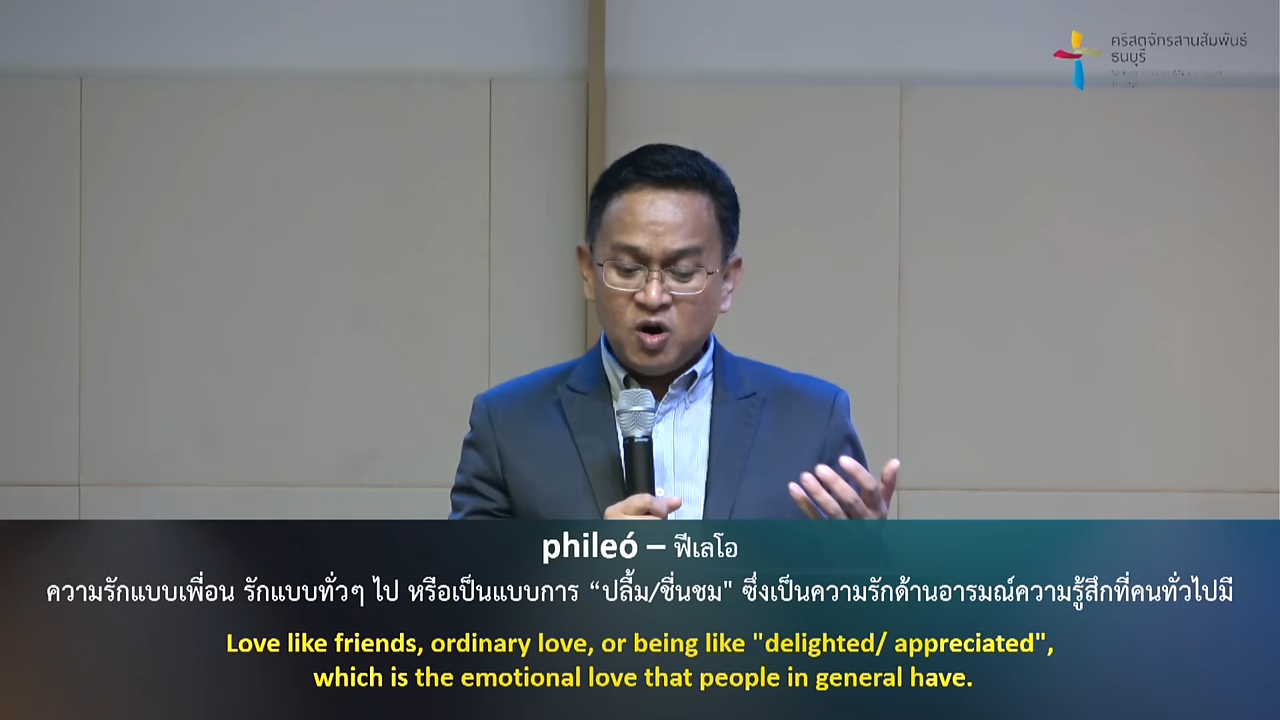 คริสตจักรสานสัมพันธ์
ธนบุรี
phileó – ฟีเลโอ
ความรักแบบเพื่อน รักแบบทั่วๆ ไป หรือเป็นแบบการ “ปลื้ม/ชื่นชม" ซึ่งเป็นความรักด้านอารมณ์ความรู้สึกที่คนทั่วไปมี
Love like friends, ordinary love, or being like "delighted/ appreciated",
which is the emotional love that people in general have.